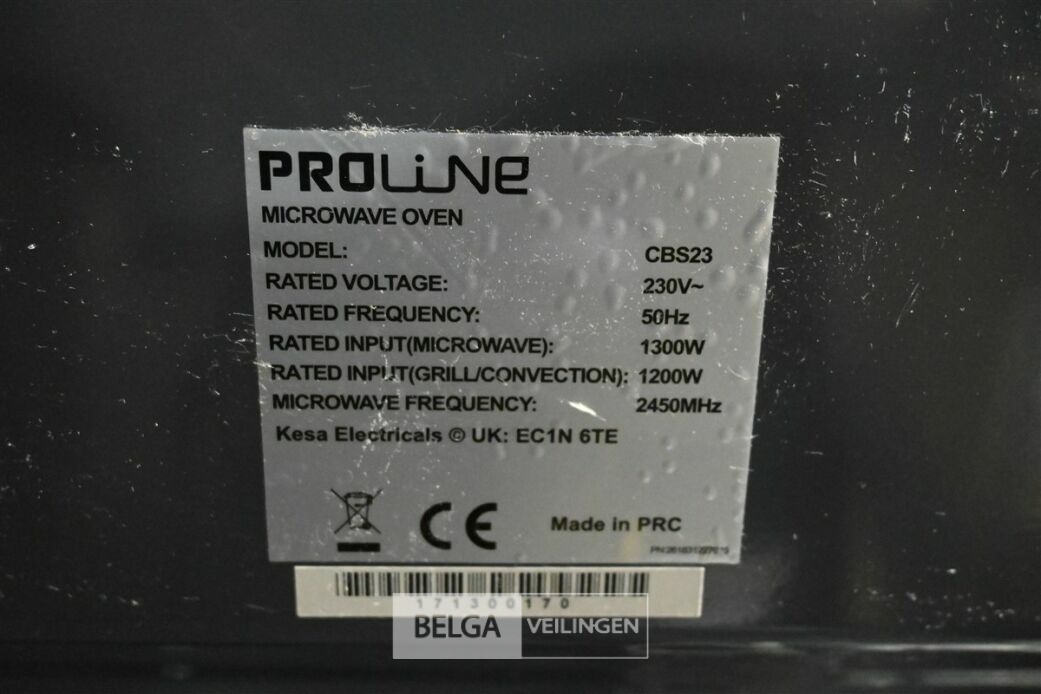 PROLINE
MICROWAVE OVEN
MODEL: CBS23
RATED VOLTAGE: 230V~
RATED FREQUENCY: 50Hz
RATED INPUT(MICROWAVE): 1300W
RATED INPUT(GRILL/CONVECTION): 1200W
MICROWAVE FREQUENCY: 2450MHz
Kesa Electricals © UK: EC1N 6TE
CE Made in PRC
171300170
BELGA VEILINGEN